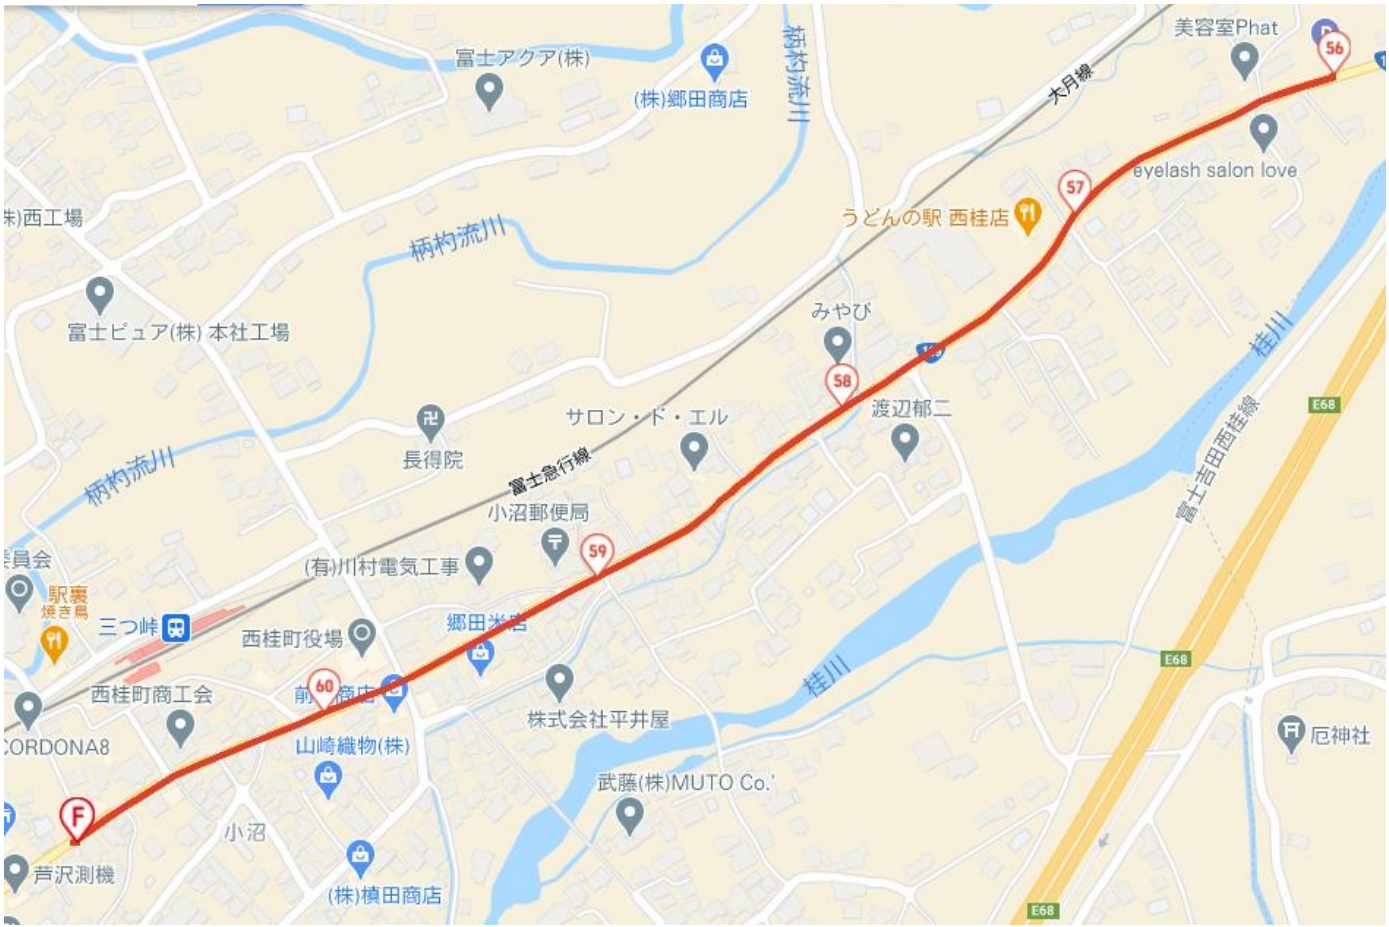 美容室Phat
56
富士アクア(株)
(株)郷田商店
柄杓流川
大月線
eyelash salon love
57
うどんの駅 西桂店
株)西工場
柄杓流川
富士ピュア(株) 本社工場
みやび
桂川
58
渡辺郁二
E68
サロン・ド・エル
長得院
柄杓流川
富士急行線
富士吉田西桂線
小沼郵便局
59
(有)川村電気工事
委員会
駅裏
焼き鳥
三つ峠
西桂町役場
郷田米店
E68
桂川
60
西桂町商工会
株式会社平井屋
CORDONA8
山崎織物(株)
厄神社
武藤(株)MUTO Co.'
F
小沼
芦沢測機
(株)槙田商店
E68